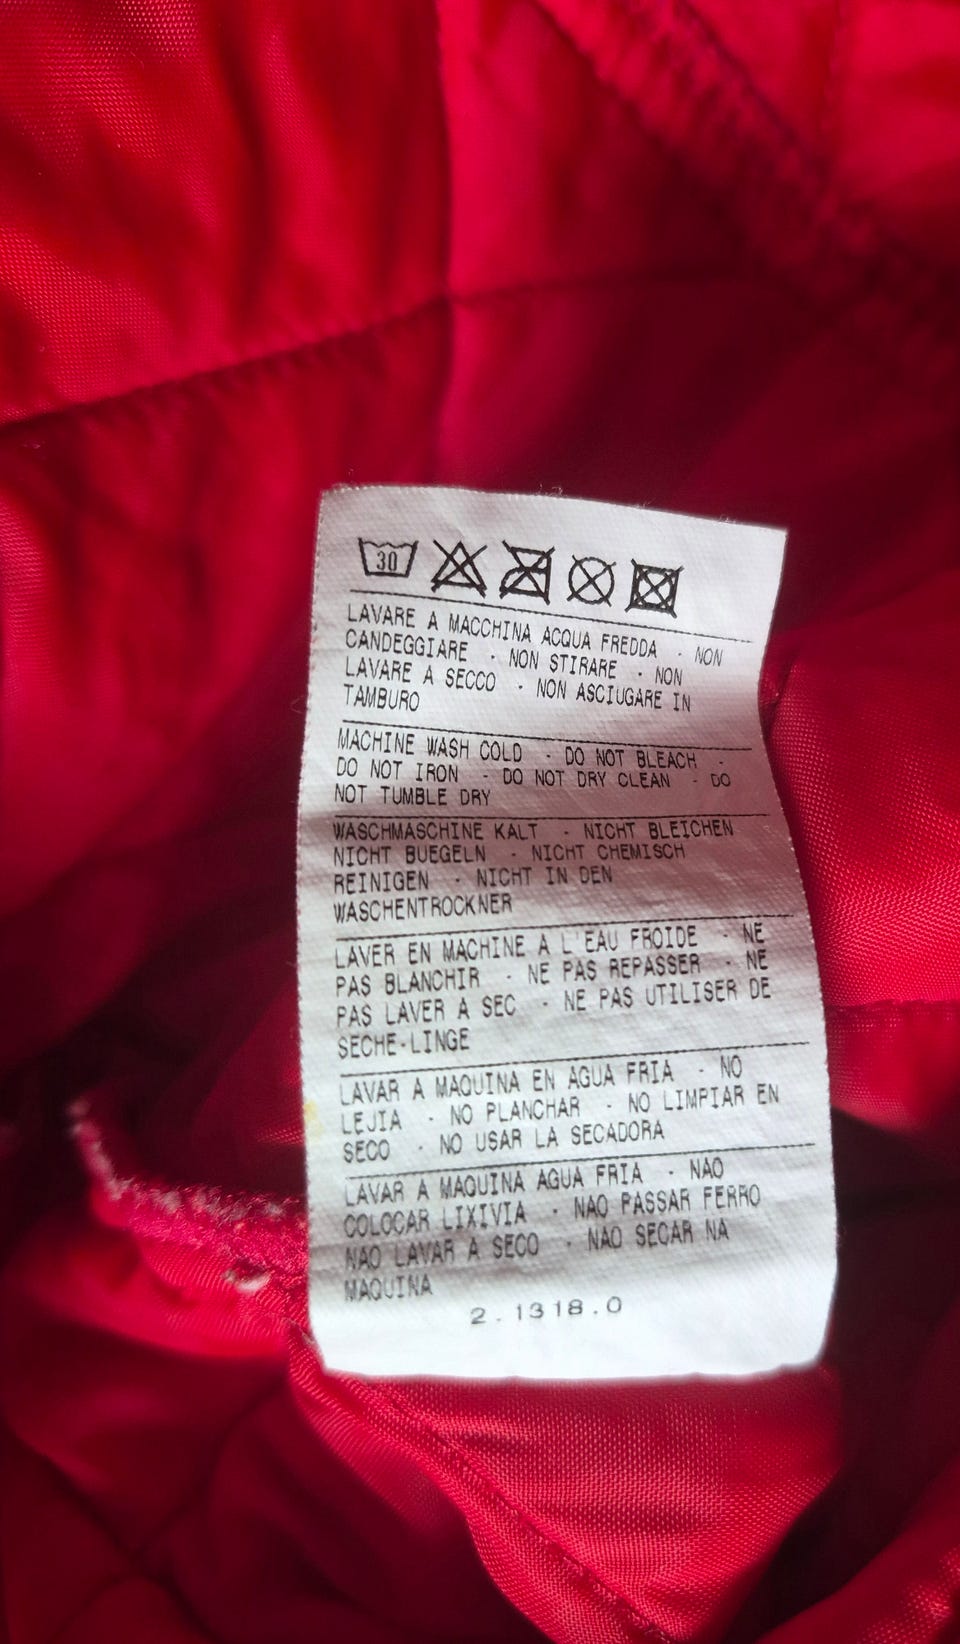 30
LAVARE A MACCHINA ACQUA FREDDA - NON
CANDEGGIARE - NON STIRARE - NON
LAVARE A SECCO - NON ASCIUGARE IN
TAMBURO
MACHINE WASH COLD - DO NOT BLEACH -
DO NOT IRON - DO NOT DRY CLEAN - DO
NOT TUMBLE DRY
WASCHMASCHINE KALT - NICHT BLEICHEN
NICHT BUEGELN - NICHT CHEMISCH
REINIGEN - NICHT IN DEN
WASCHENTROCKNER
LAVER EN MACHINE A L'EAU FROIDE - NE
PAS BLANCHIR - NE PAS REPASSER - NE
PAS LAVER A SEC - NE PAS UTILISER DE
SECHE-LINGE
LAVAR A MAQUINA EN AGUA FRIA - NO
LEJIA - NO PLANCHAR - NO LIMPIAR EN
SECO - NO USAR LA SECADORA
LAVAR A MAQUINA AGUA FRIA - NAO
COLOCAR LIXIVIA - NAO PASSAR FERRO
NAO LAVAR A SECO - NAO SECAR NA
MAQUINA
2.1318.0